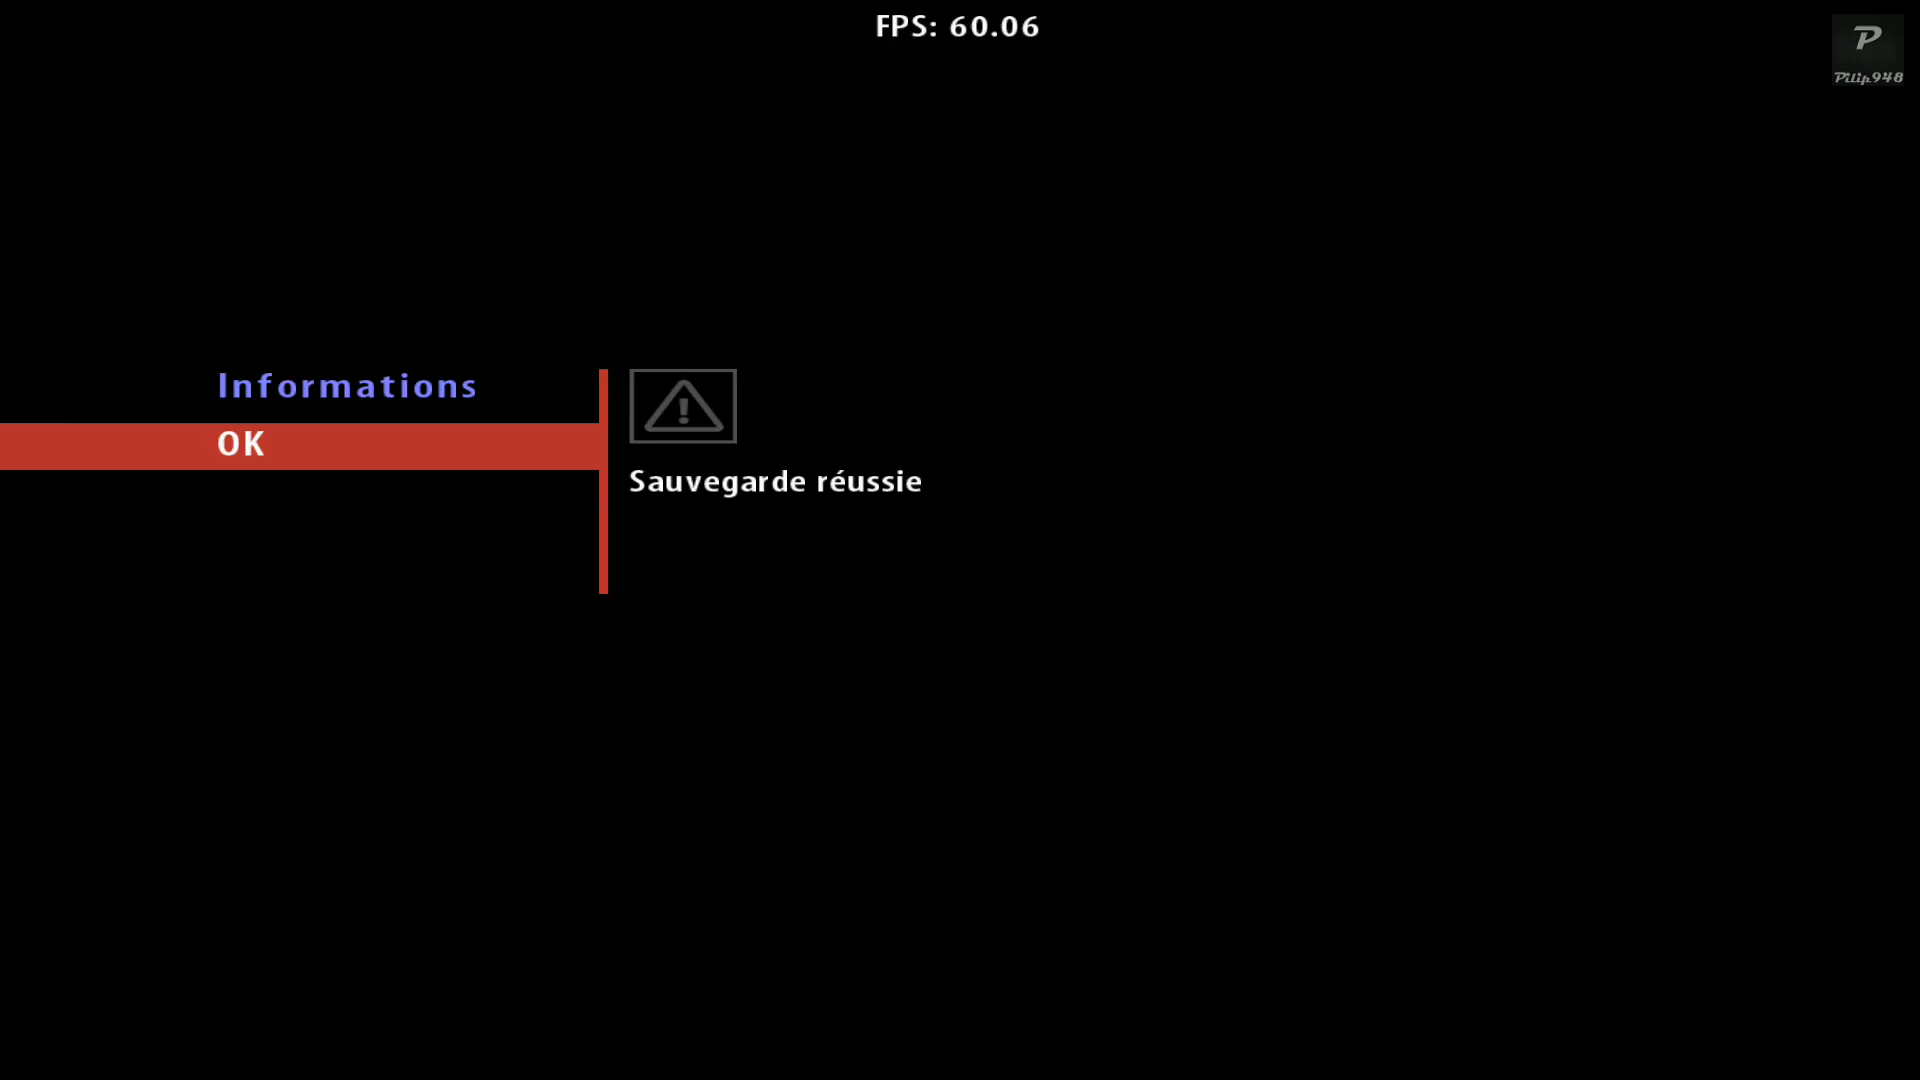 FPS: 60.06
P
Pilip948
Informations
OK
Sauvegarde réussie